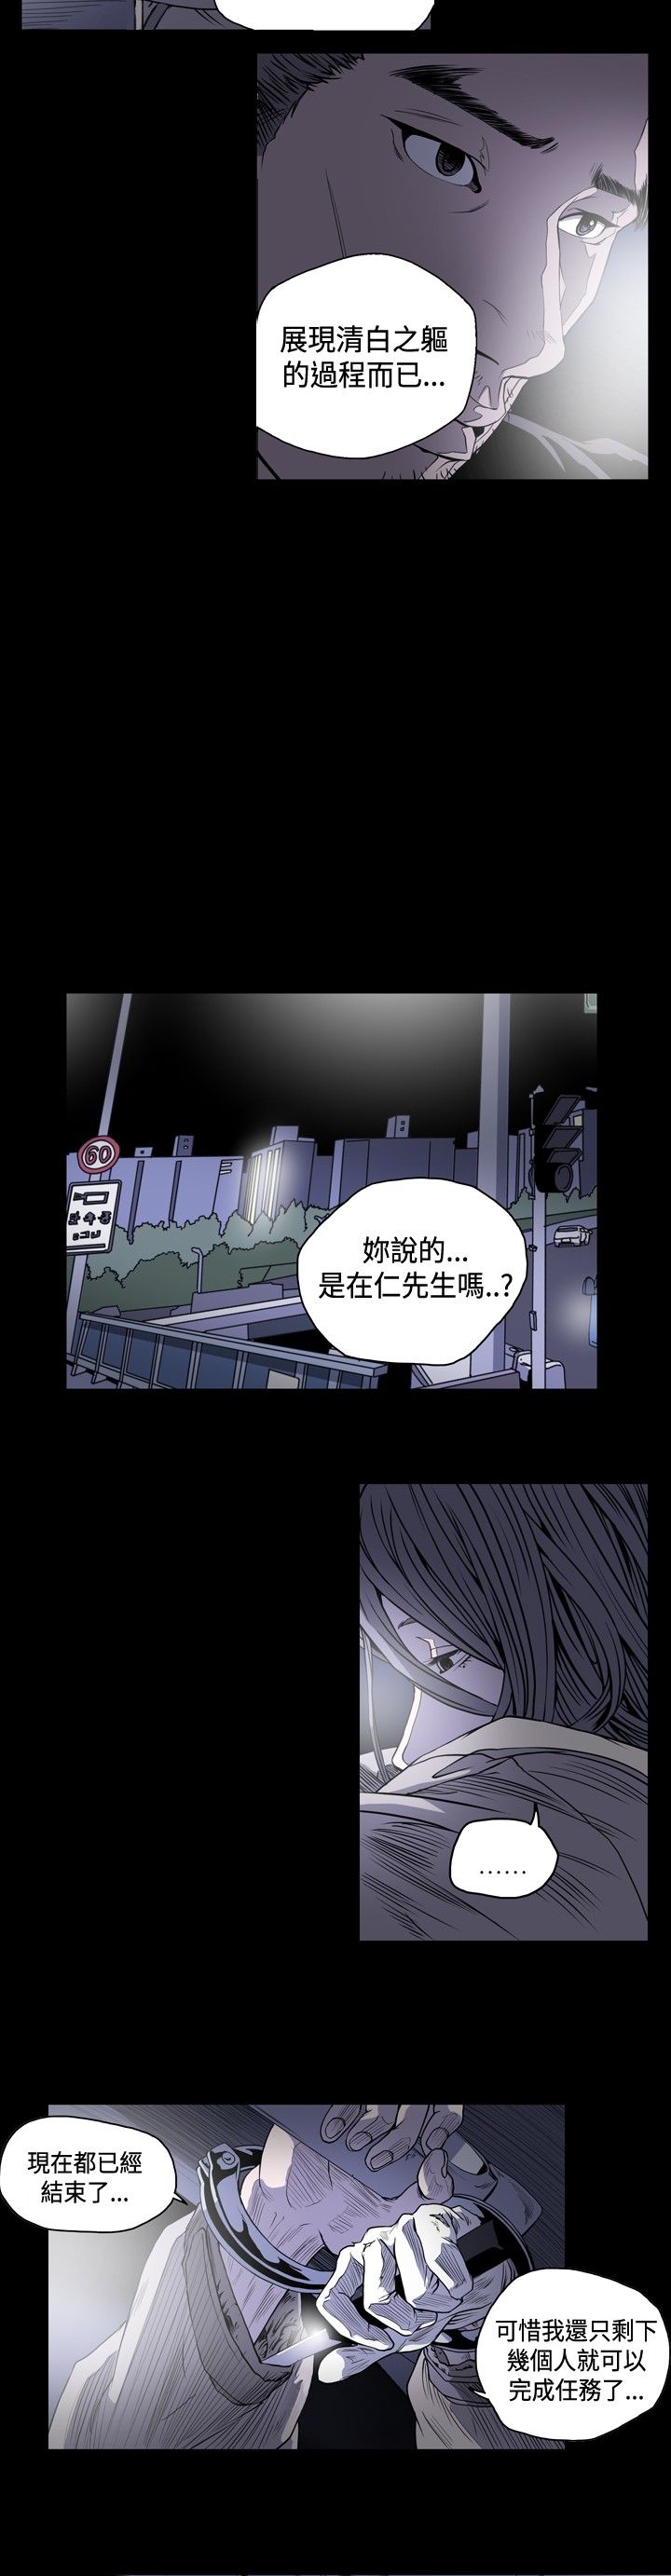 展現清白之軀
的過程而已...
60
妳說的...
是在仁先生嗎..?
......
現在都已經
結束了...
可惜我還只剩下
幾個人就可以
完成任務了...